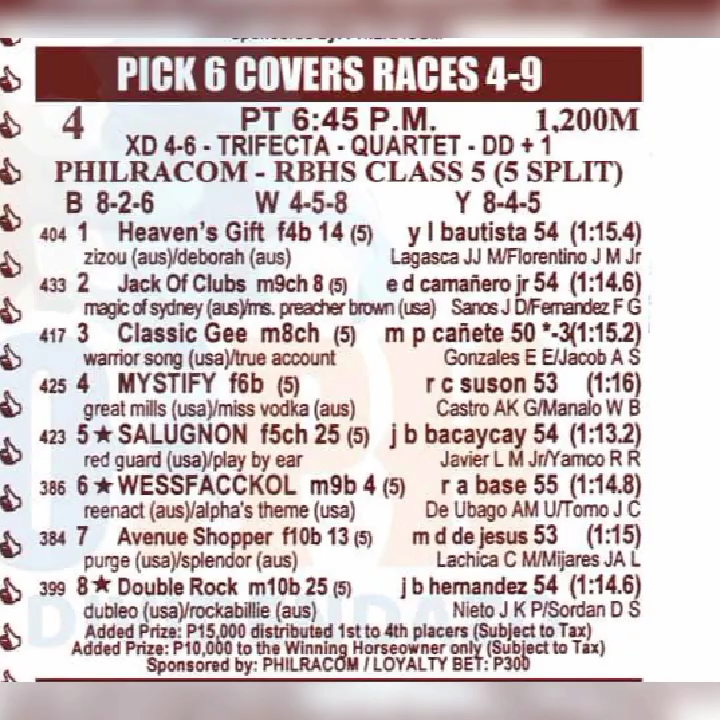 PICK 6 COVERS RACES 4-9
4 PT 6:45 P.M. 1,200M
XD 4-6 - TRIFECTA - QUARTET - DD + 1
PHILRACOM - RBHS CLASS 5 (5 SPLIT)
B 8-2-6 W 4-5-8 Y 8-4-5
404 1 Heaven's Gift f4b 14 (5) y l bautista 54 (1:15.4)
zizou (aus)/deborah (aus) Lagasca JJ M/Florentino J M Jr
433 2 Jack Of Clubs m9ch 8 (5) e d camañero jr 54 (1:14.6)
magic of sydney (aus)/ms. preacher brown (usa) Sanos J D/Fernandez F G
417 3 Classic Gee m8ch (5) m p cañete 50 *-3(1:15.2)
warrior song (usa)/true account Gonzales E E/Jacob A S
425 4 MYSTIFY f6b (5) r c suson 53 (1:16)
great mills (usa)/miss vodka (aus) Castro AK G/Manalo W B
423 5 ★ SALUGNON f5ch 25 (5) j b bacaycay 54 (1:13.2)
red guard (usa)/play by ear Javier L M Jr/Yamco R R
386 6 ★ WESSFACCKOL m9b 4 (5) r a base 55 (1:14.8)
reenact (aus)/alpha's theme (usa) De Ubago AM U/Tomo J C
384 7 Avenue Shopper f10b 13 (5) m d de jesus 53 (1:15)
purge (usa)/splendor (aus) Lachica C M/Mijares JA L
399 8 ★ Double Rock m10b 25 (5) j b hernandez 54 (1:14.6)
dubleo (usa)/rockabillie (aus) Nieto J K P/Sordan D S
Added Prize: P15,000 distributed 1st to 4th placers (Subject to Tax)
Added Prize: P10,000 to the Winning Horseowner only (Subject to Tax)
Sponsored by: PHILRACOM / LOYALTY BET: P300